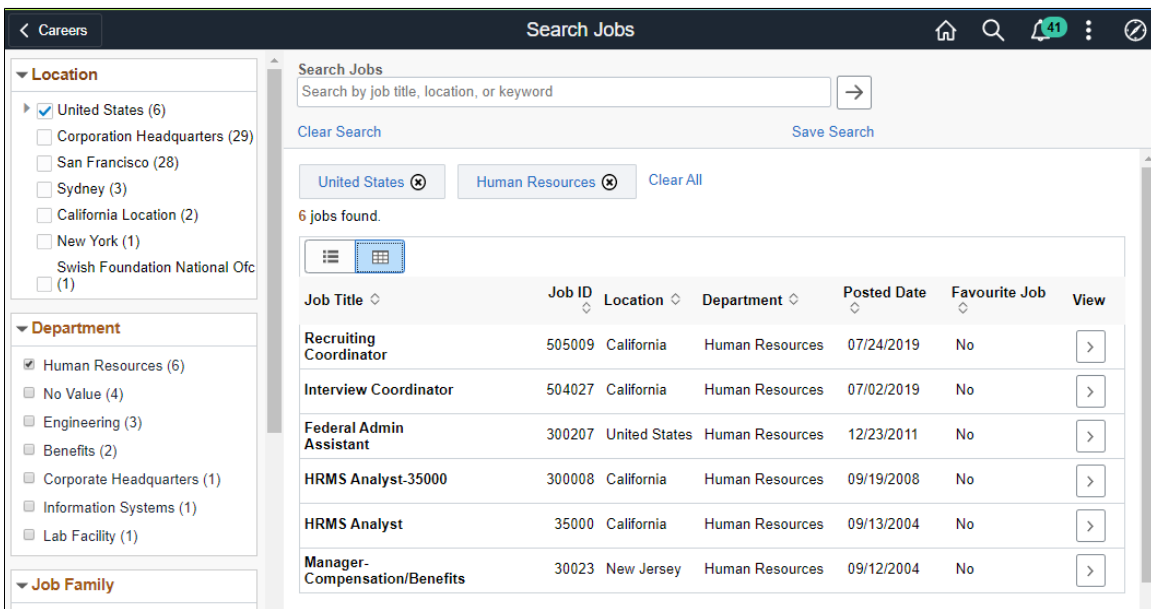 Careers
Search Jobs
41
Location
United States (6)
Corporation Headquarters (29)
San Francisco (28)
Sydney (3)
California Location (2)
New York (1)
Swish Foundation National Ofc
(1)
Department
Human Resources (6)
No Value (4)
Engineering (3)
Benefits (2)
Corporate Headquarters (1)
Information Systems (1)
Lab Facility (1)
Job Family
Search Jobs
Search by job title, location, or keyword
Clear Search Save Search
United States Human Resources Clear All
6 jobs found.
Job Title Job ID Location Department Posted Date Favourite Job View
Recruiting
Coordinator 505009 California Human Resources 07/24/2019 No
Interview Coordinator 504027 California Human Resources 07/02/2019 No
Federal Admin
Assistant 300207 United States Human Resources 12/23/2011 No
HRMS Analyst-35000 300008 California Human Resources 09/19/2008 No
HRMS Analyst 35000 California Human Resources 09/13/2004 No
Manager-
Compensation/Benefits 30023 New Jersey Human Resources 09/12/2004 No